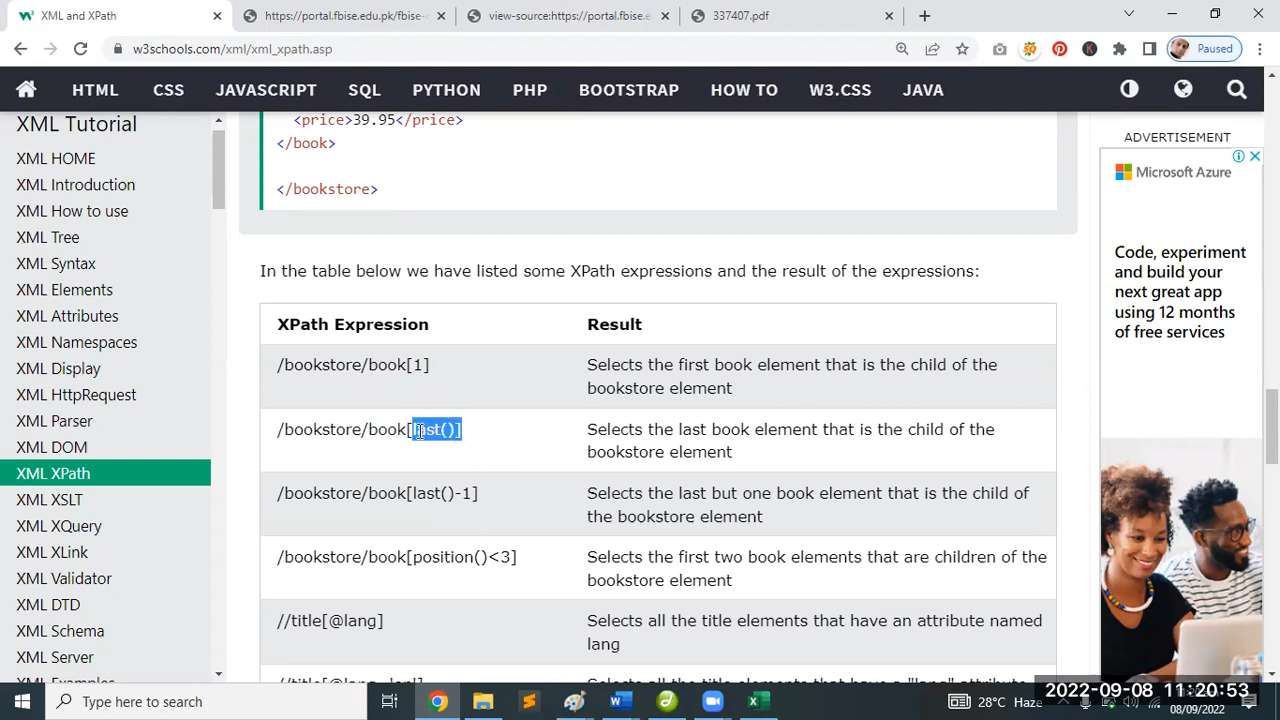 XML and XPath
https://portal.fbise.edu.pk/fbise-
view-source:https://portal.fbise.e
337407.pdf
w3schools.com/xml/xml_xpath.asp
Paused
HTML
CSS
JAVASCRIPT
SQL
PYTHON
PHP
BOOTSTRAP
HOW TO
W3.CSS
JAVA
XML Tutorial
XML HOME
XML Introduction
XML How to use
XML Tree
XML Syntax
XML Elements
XML Attributes
XML Namespaces
XML Display
XML HttpRequest
XML Parser
XML DOM
XML XPath
XML XSLT
XML XQuery
XML XLink
XML Validator
XML DTD
XML Schema
XML Server
<price>39.95</price>
</book>
</bookstore>
In the table below we have listed some XPath expressions and the result of the expressions:
XPath Expression
Result
/bookstore/book[1]
Selects the first book element that is the child of the
bookstore element
/bookstore/book[last()]
Selects the last book element that is the child of the
bookstore element
/bookstore/book[last()-1]
Selects the last but one book element that is the child of
the bookstore element
/bookstore/book[position()<3]
Selects the first two book elements that are children of the
bookstore element
//title[@lang]
Selects all the title elements that have an attribute named
lang
ADVERTISEMENT
Microsoft Azure
Code, experiment
and build your
next great app
using 12 months
of free services
Type here to search
28°C Haze
2022-09-08 11:20:53
08/09/2022